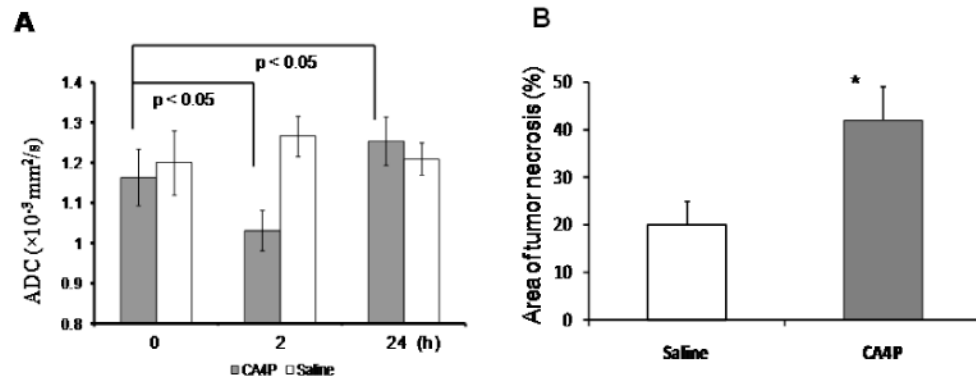 A
p < 0.05
p < 0.05
ADC (×10⁻³ mm²/s)
1.4
1.3
1.2
1.1
1
0.9
0.8
0 2 24 (h)
CA4P Saline
B
*
Area of tumor necrosis (%)
50
40
30
20
10
0
Saline CA4P